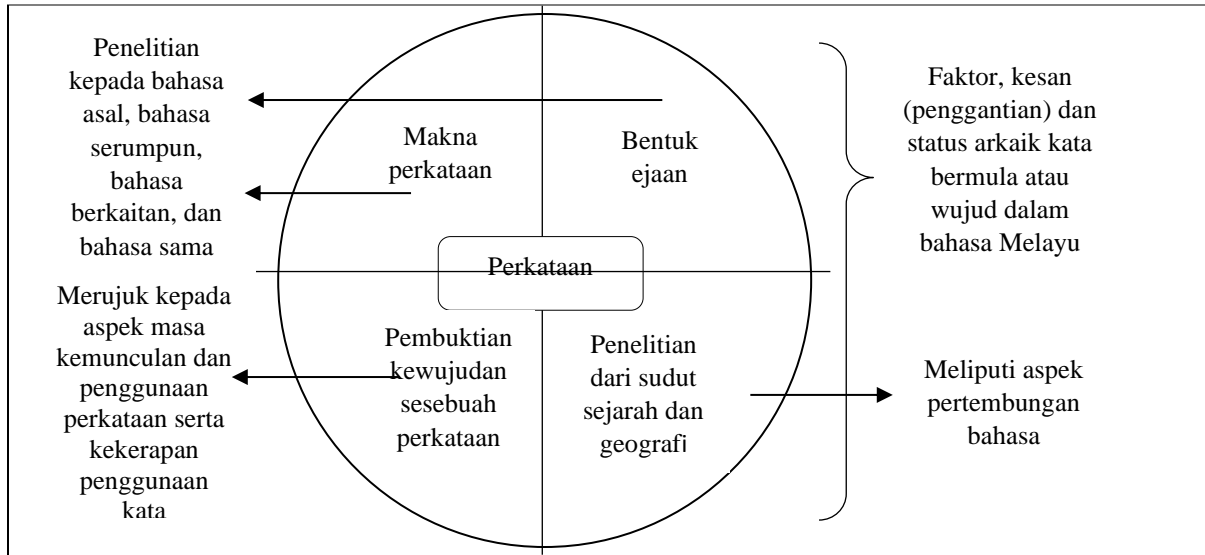 Penelitian
kepada bahasa
asal, bahasa
serumpun,
bahasa
berkaitan, dan
bahasa sama
Merujuk kepada
aspek masa
kemunculan dan
penggunaan
perkataan serta
kekerapan
penggunaan
kata
Makna
perkataan
Bentuk
ejaan
Perkataan
Pembuktian
kewujudan
sesebuah
perkataan
Penelitian
dari sudut
sejarah dan
geografi
Faktor, kesan
(penggantian) dan
status arkaik kata
bermula atau
wujud dalam
bahasa Melayu
Meliputi aspek
pertembungan
bahasa